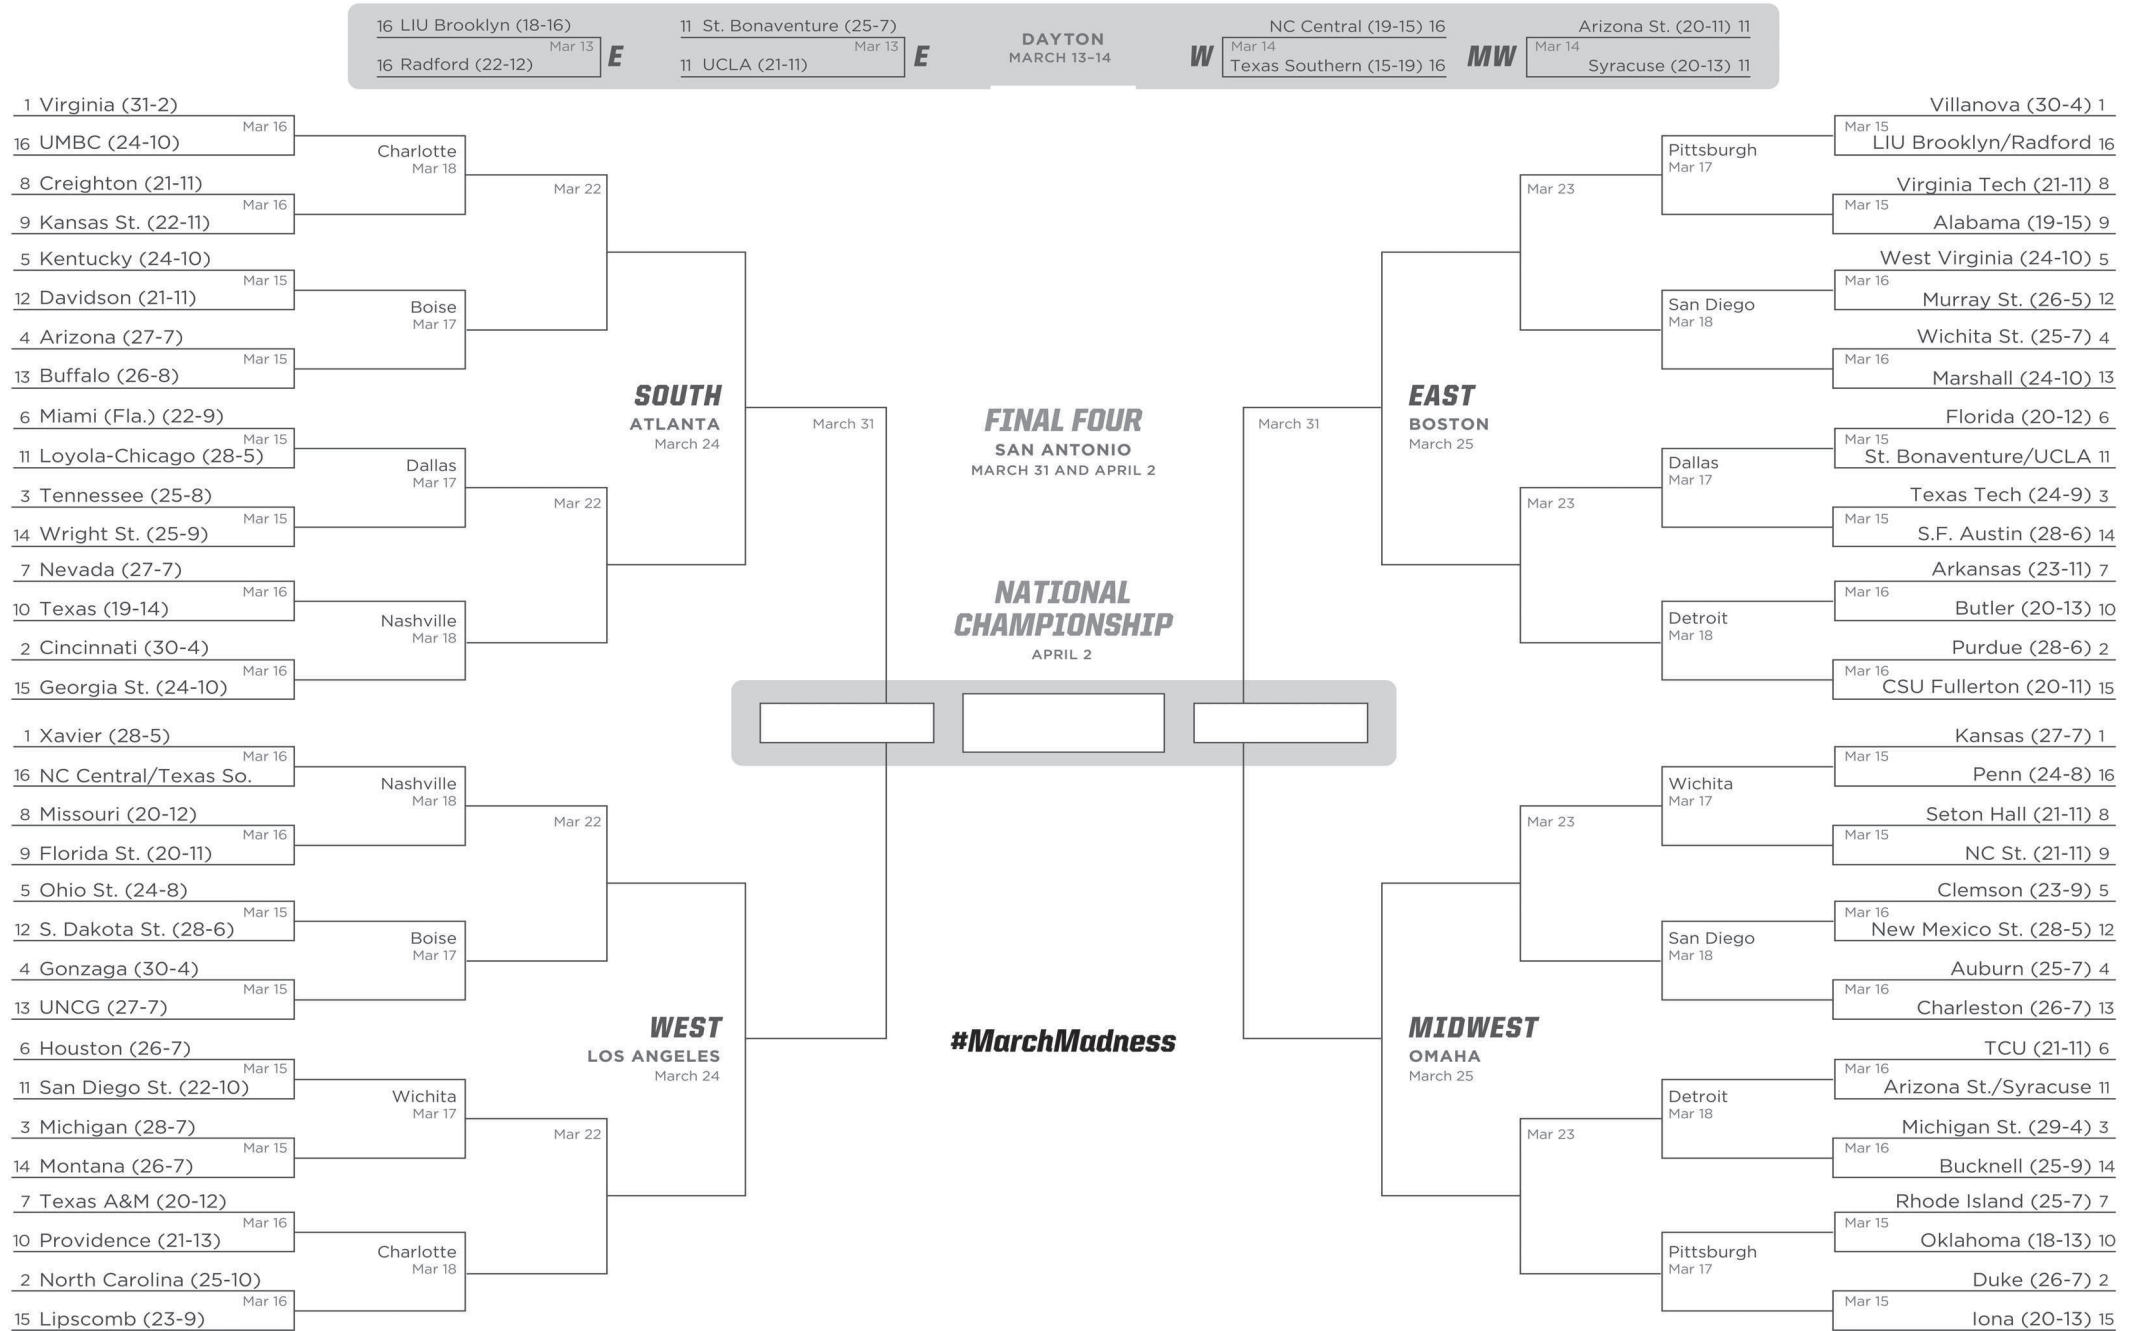 16 LIU Brooklyn (18-16)
Mar 13
16 Radford (22-12)
E
11 St. Bonaventure (25-7)
Mar 13
11 UCLA (21-11)
E
DAYTON
MARCH 13-14
W
NC Central (19-15) 16
Mar 14
Texas Southern (15-19) 16
MW
Arizona St. (20-11) 11
Mar 14
Syracuse (20-13) 11
1 Virginia (31-2)
Mar 16
16 UMBC (24-10)
Charlotte
Mar 18
8 Creighton (21-11)
Mar 16
9 Kansas St. (22-11)
Mar 22
5 Kentucky (24-10)
Mar 15
12 Davidson (21-11)
Boise
Mar 17
4 Arizona (27-7)
Mar 15
13 Buffalo (26-8)
SOUTH
ATLANTA
March 24
6 Miami (Fla.) (22-9)
Mar 15
11 Loyola-Chicago (28-5)
Dallas
Mar 17
3 Tennessee (25-8)
Mar 15
14 Wright St. (25-9)
Mar 22
7 Nevada (27-7)
Mar 16
10 Texas (19-14)
Nashville
Mar 18
2 Cincinnati (30-4)
Mar 16
15 Georgia St. (24-10)
March 31
1 Xavier (28-5)
Mar 16
16 NC Central/Texas So.
Nashville
Mar 18
8 Missouri (20-12)
Mar 16
9 Florida St. (20-11)
Mar 22
5 Ohio St. (24-8)
Mar 15
12 S. Dakota St. (28-6)
Boise
Mar 17
4 Gonzaga (30-4)
Mar 15
13 UNCG (27-7)
WEST
LOS ANGELES
March 24
6 Houston (26-7)
Mar 15
11 San Diego St. (22-10)
Wichita
Mar 17
3 Michigan (28-7)
Mar 15
14 Montana (26-7)
Mar 22
7 Texas A&M (20-12)
Mar 16
10 Providence (21-13)
Charlotte
Mar 18
2 North Carolina (25-10)
Mar 16
15 Lipscomb (23-9)
FINAL FOUR
SAN ANTONIO
MARCH 31 AND APRIL 2
NATIONAL
CHAMPIONSHIP
APRIL 2
#MarchMadness
Villanova (30-4) 1
Mar 15
LIU Brooklyn/Radford 16
Pittsburgh
Mar 17
Virginia Tech (21-11) 8
Mar 15
Alabama (19-15) 9
Mar 23
West Virginia (24-10) 5
Mar 16
Murray St. (26-5) 12
San Diego
Mar 18
Wichita St. (25-7) 4
Mar 16
Marshall (24-10) 13
EAST
BOSTON
March 25
March 31
Florida (20-12) 6
Mar 15
St. Bonaventure/UCLA 11
Dallas
Mar 17
Texas Tech (24-9) 3
Mar 15
S.F. Austin (28-6) 14
Mar 23
Arkansas (23-11) 7
Mar 16
Butler (20-13) 10
Detroit
Mar 18
Purdue (28-6) 2
Mar 16
CSU Fullerton (20-11) 15
Kansas (27-7) 1
Mar 15
Penn (24-8) 16
Wichita
Mar 17
Seton Hall (21-11) 8
Mar 15
NC St. (21-11) 9
Mar 23
Clemson (23-9) 5
Mar 16
New Mexico St. (28-5) 12
San Diego
Mar 18
Auburn (25-7) 4
Mar 16
Charleston (26-7) 13
MIDWEST
OMAHA
March 25
TCU (21-11) 6
Mar 16
Arizona St./Syracuse 11
Detroit
Mar 18
Michigan St. (29-4) 3
Mar 16
Bucknell (25-9) 14
Mar 23
Rhode Island (25-7) 7
Mar 15
Oklahoma (18-13) 10
Pittsburgh
Mar 17
Duke (26-7) 2
Mar 15
Iona (20-13) 15